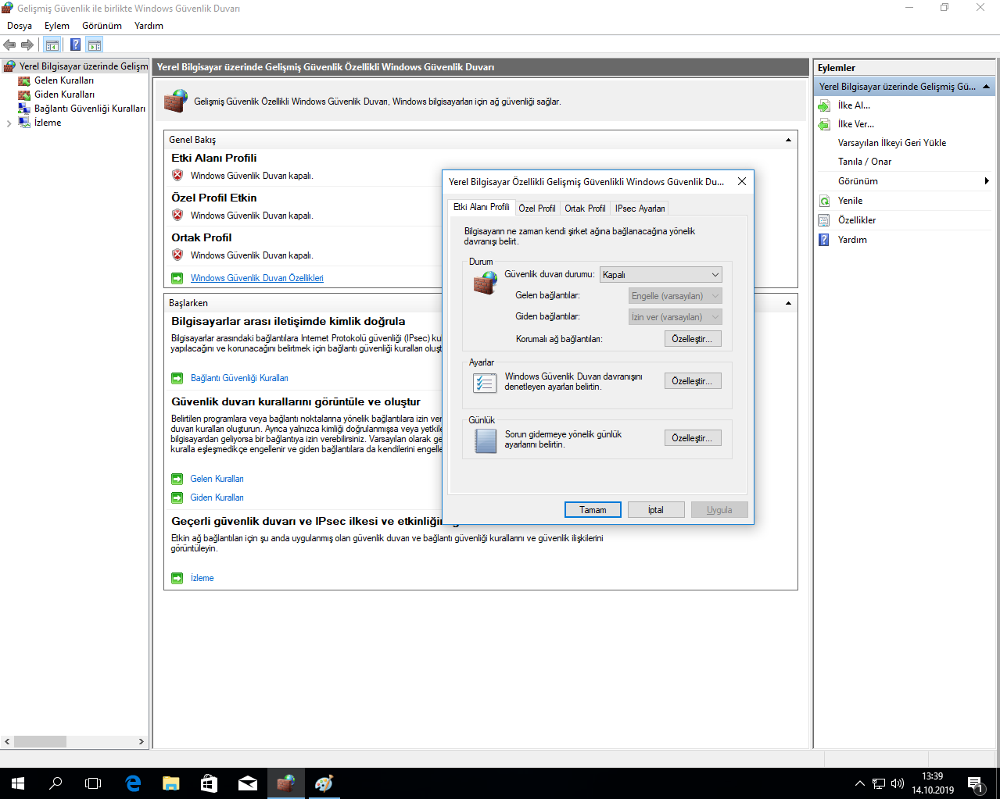 Gelişmiş Güvenlik ile birlikte Windows Güvenlik Duvarı
Dosya Eylem Görünüm Yardım
Yerel Bilgisayar üzerinde Gelişm
Gelen Kuralları
Giden Kuralları
Bağlantı Güvenliği Kuralları
İzleme
Yerel Bilgisayar üzerinde Gelişmiş Güvenlik Özellikli Windows Güvenlik Duvarı
Gelişmiş Güvenlik Özellikli Windows Güvenlik Duvarı, Windows bilgisayarları için ağ güvenliği sağlar.
Genel Bakış
Etki Alanı Profili
Windows Güvenlik Duvarı kapalı.
Özel Profil Etkin
Windows Güvenlik Duvarı kapalı.
Ortak Profil
Windows Güvenlik Duvarı kapalı.
Windows Güvenlik Duvarı Özellikleri
Başlarken
Bilgisayarlar arası iletişimde kimlik doğrula
Bilgisayarlar arasındaki bağlantılara Internet Protokolü güvenliği (IPsec) ku
yapılacağını ve korunacağını belirtmek için bağlantı güvenliği kuralları oluşt
Bağlantı Güvenliği Kuralları
Güvenlik duvarı kurallarını görüntüle ve oluştur
Belirtilen programlara veya bağlantı noktalarına yönelik bağlantılara izin ver
duvarı kuralları oluşturun. Ayrıca yalnızca kimliği doğrulanmışsa veya yetkile
bilgisayardan geliyorsa bir bağlantıya izin verebilirsiniz. Varsayılan olarak ge
kuralla eşleşmedikçe engellenir ve giden bağlantılara da kendilerini engelle
Gelen Kuralları
Giden Kuralları
Geçerli güvenlik duvarı ve IPsec ilkesi ve etkinliğin
Etkin ağ bağlantıları için şu anda uygulanmış olan güvenlik duvarı ve bağlantı güvenliği kurallarını ve güvenlik ilişkilerini
görüntüleyin.
İzleme
Yerel Bilgisayar Özellikli Gelişmiş Güvenlikli Windows Güvenlik Du...
Etki Alanı Profili Özel Profil Ortak Profil IPsec Ayarları
Bilgisayarın ne zaman kendi şirket ağına bağlanacağına yönelik
davranışı belirt.
Durum
Güvenlik duvarı durumu: Kapalı
Gelen bağlantılar: Engelle (varsayılan)
Giden bağlantılar: İzin ver (varsayılan)
Korumalı ağ bağlantıları: Özelleştir...
Ayarlar
Windows Güvenlik Duvarı davranışını
denetleyen ayarları belirtin.
Özelleştir...
Günlük
Sorun gidermeye yönelik günlük
ayarlarını belirtin.
Özelleştir...
Tamam İptal Uygula
Eylemler
Yerel Bilgisayar üzerinde Gelişmiş Gü...
İlke Al...
İlke Ver...
Varsayılan İlkeyi Geri Yükle
Tanıla / Onar
Görünüm
Yenile
Özellikler
Yardım
13:39
14.10.2019
1